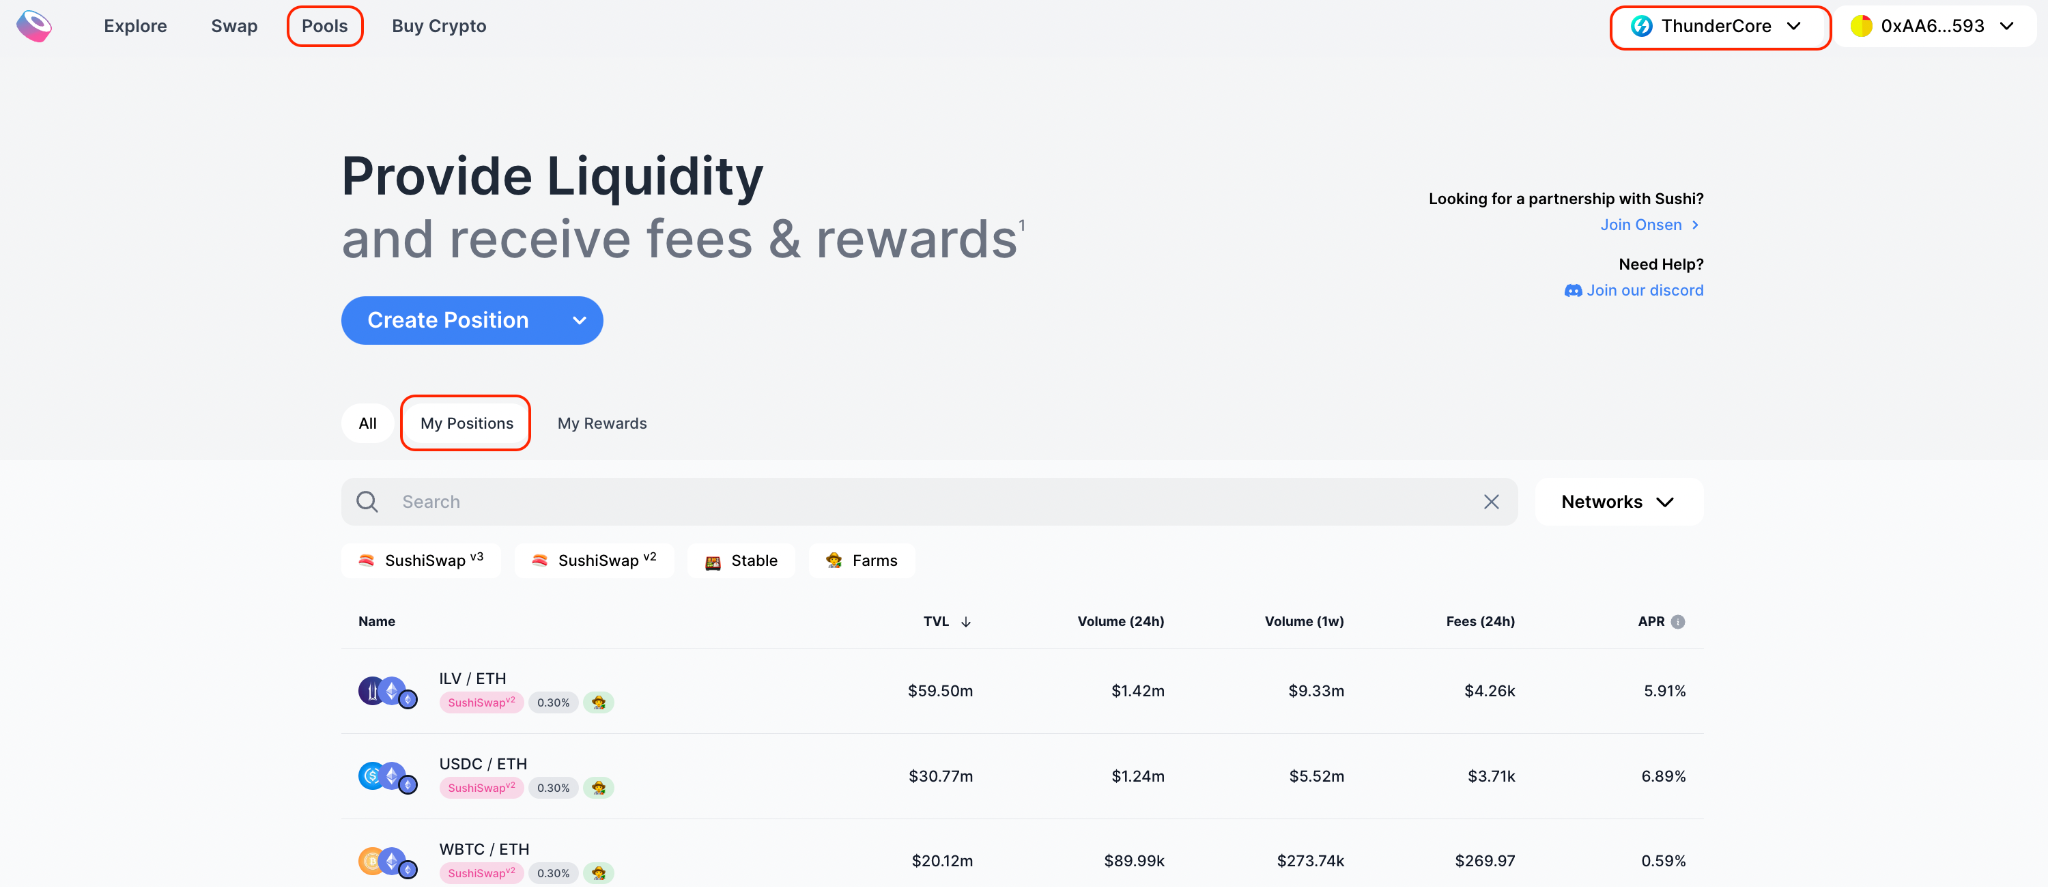 Explore Swap Pools Buy Crypto ThunderCore 0xAA6...593
Provide Liquidity
and receive fees & rewards¹
Looking for a partnership with Sushi?
Join Onsen
Need Help?
Join our discord
Create Position
All My Positions My Rewards
Search Networks
SushiSwap v3 SushiSwap v2 Stable Farms
Name TVL Volume (24h) Volume (1w) Fees (24h) APR
ILV / ETH
SushiSwap v2 0.30%
$59.50m $1.42m $9.33m $4.26k 5.91%
USDC / ETH
SushiSwap v2 0.30%
$30.77m $1.24m $5.52m $3.71k 6.89%
WBTC / ETH
SushiSwap v2 0.30%
$20.12m $89.99k $273.74k $269.97 0.59%